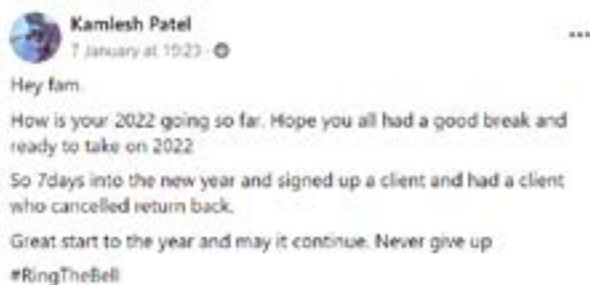 Kamlesh Patel
7 January at 19:23
Hey fam.
How is your 2022 going so far. Hope you all had a good break and
ready to take on 2022
So 7days into the new year and signed up a client and had a client
who cancelled return back.
Great start to the year and may it continue. Never give up
#RingTheBell